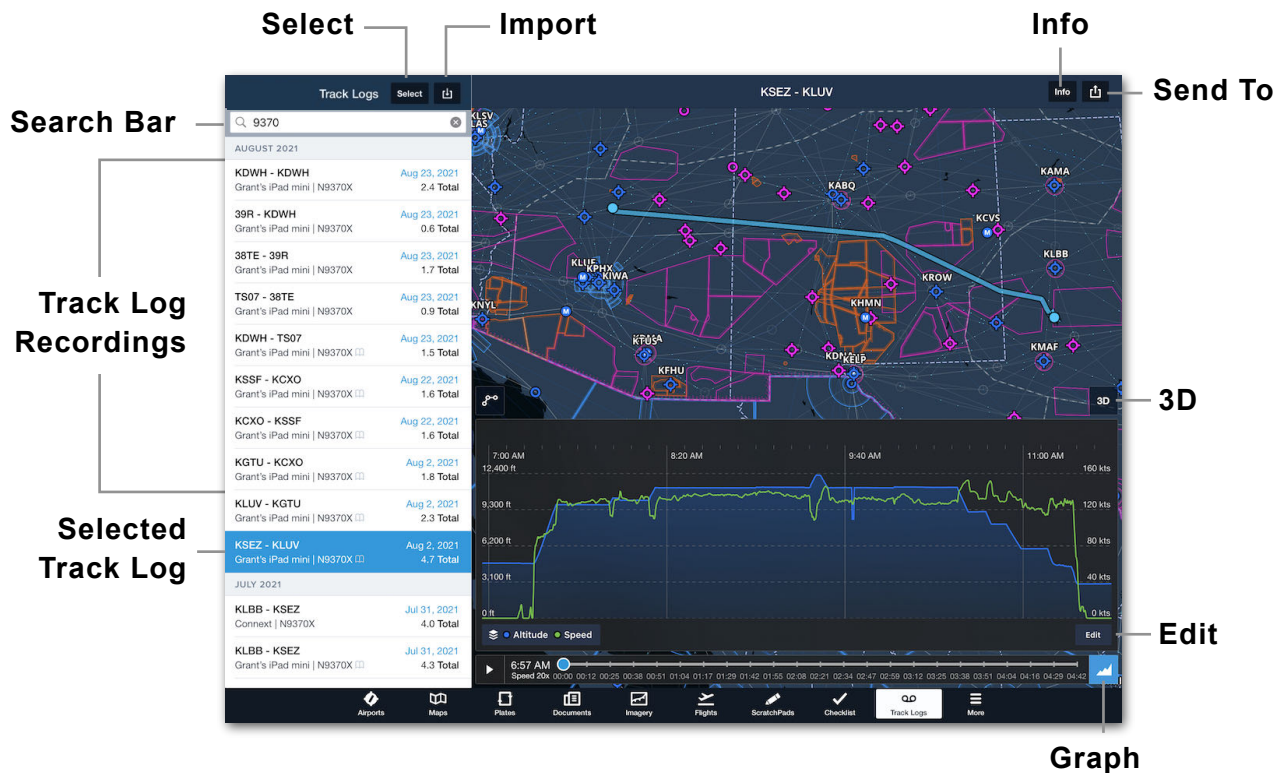 Select
Import
Info
Send To
Search Bar
Track Log
Recordings
Selected
Track Log
3D
Edit
Graph
Track Logs
Select
KSEZ - KLUV
Info
9370
AUGUST 2021
KDWH - KDWH Aug 23, 2021
Grant's iPad mini | N9370X 2.4 Total
39R - KDWH Aug 23, 2021
Grant's iPad mini | N9370X 0.6 Total
38TE - 39R Aug 23, 2021
Grant's iPad mini | N9370X 1.7 Total
TS07 - 38TE Aug 23, 2021
Grant's iPad mini | N9370X 0.9 Total
KDWH - TS07 Aug 23, 2021
Grant's iPad mini | N9370X 1.5 Total
KSSF - KCXO Aug 22, 2021
Grant's iPad mini | N9370X 1.6 Total
KCXO - KSSF Aug 22, 2021
Grant's iPad mini | N9370X 1.6 Total
KGTU - KCXO Aug 2, 2021
Grant's iPad mini | N9370X 1.8 Total
KLUV - KGTU Aug 2, 2021
Grant's iPad mini | N9370X 2.3 Total
KSEZ - KLUV Aug 2, 2021
Grant's iPad mini | N9370X 4.7 Total
JULY 2021
KLBB - KSEZ Jul 31, 2021
Connext | N9370X 4.0 Total
KLBB - KSEZ Jul 31, 2021
Grant's iPad mini | N9370X 4.3 Total
KLSV
LAS
M
KABQ
KAMA
KCVS
M
KLBB
KLUF
KPHX
KIWA
M
KROW
KNYL
M
KHMN
M
KTUS
KMAF
KELP
KFHU
3D
7:00 AM 8:20 AM 9:40 AM 11:00 AM
12,400 ft 160 kts
9,300 ft 120 kts
6,200 ft 80 kts
3,100 ft 40 kts
0 ft 0 kts
Altitude Speed
Edit
6:57 AM
Speed 20x 00:00 00:12 00:25 00:38 00:51 01:04 01:17 01:29 01:42 01:55 02:08 02:21 02:34 02:47 02:59 03:12 03:25 03:38 03:51 04:04 04:16 04:29 04:42
Airports Maps Plates Documents Imagery Flights ScratchPads Checklist Track Logs More